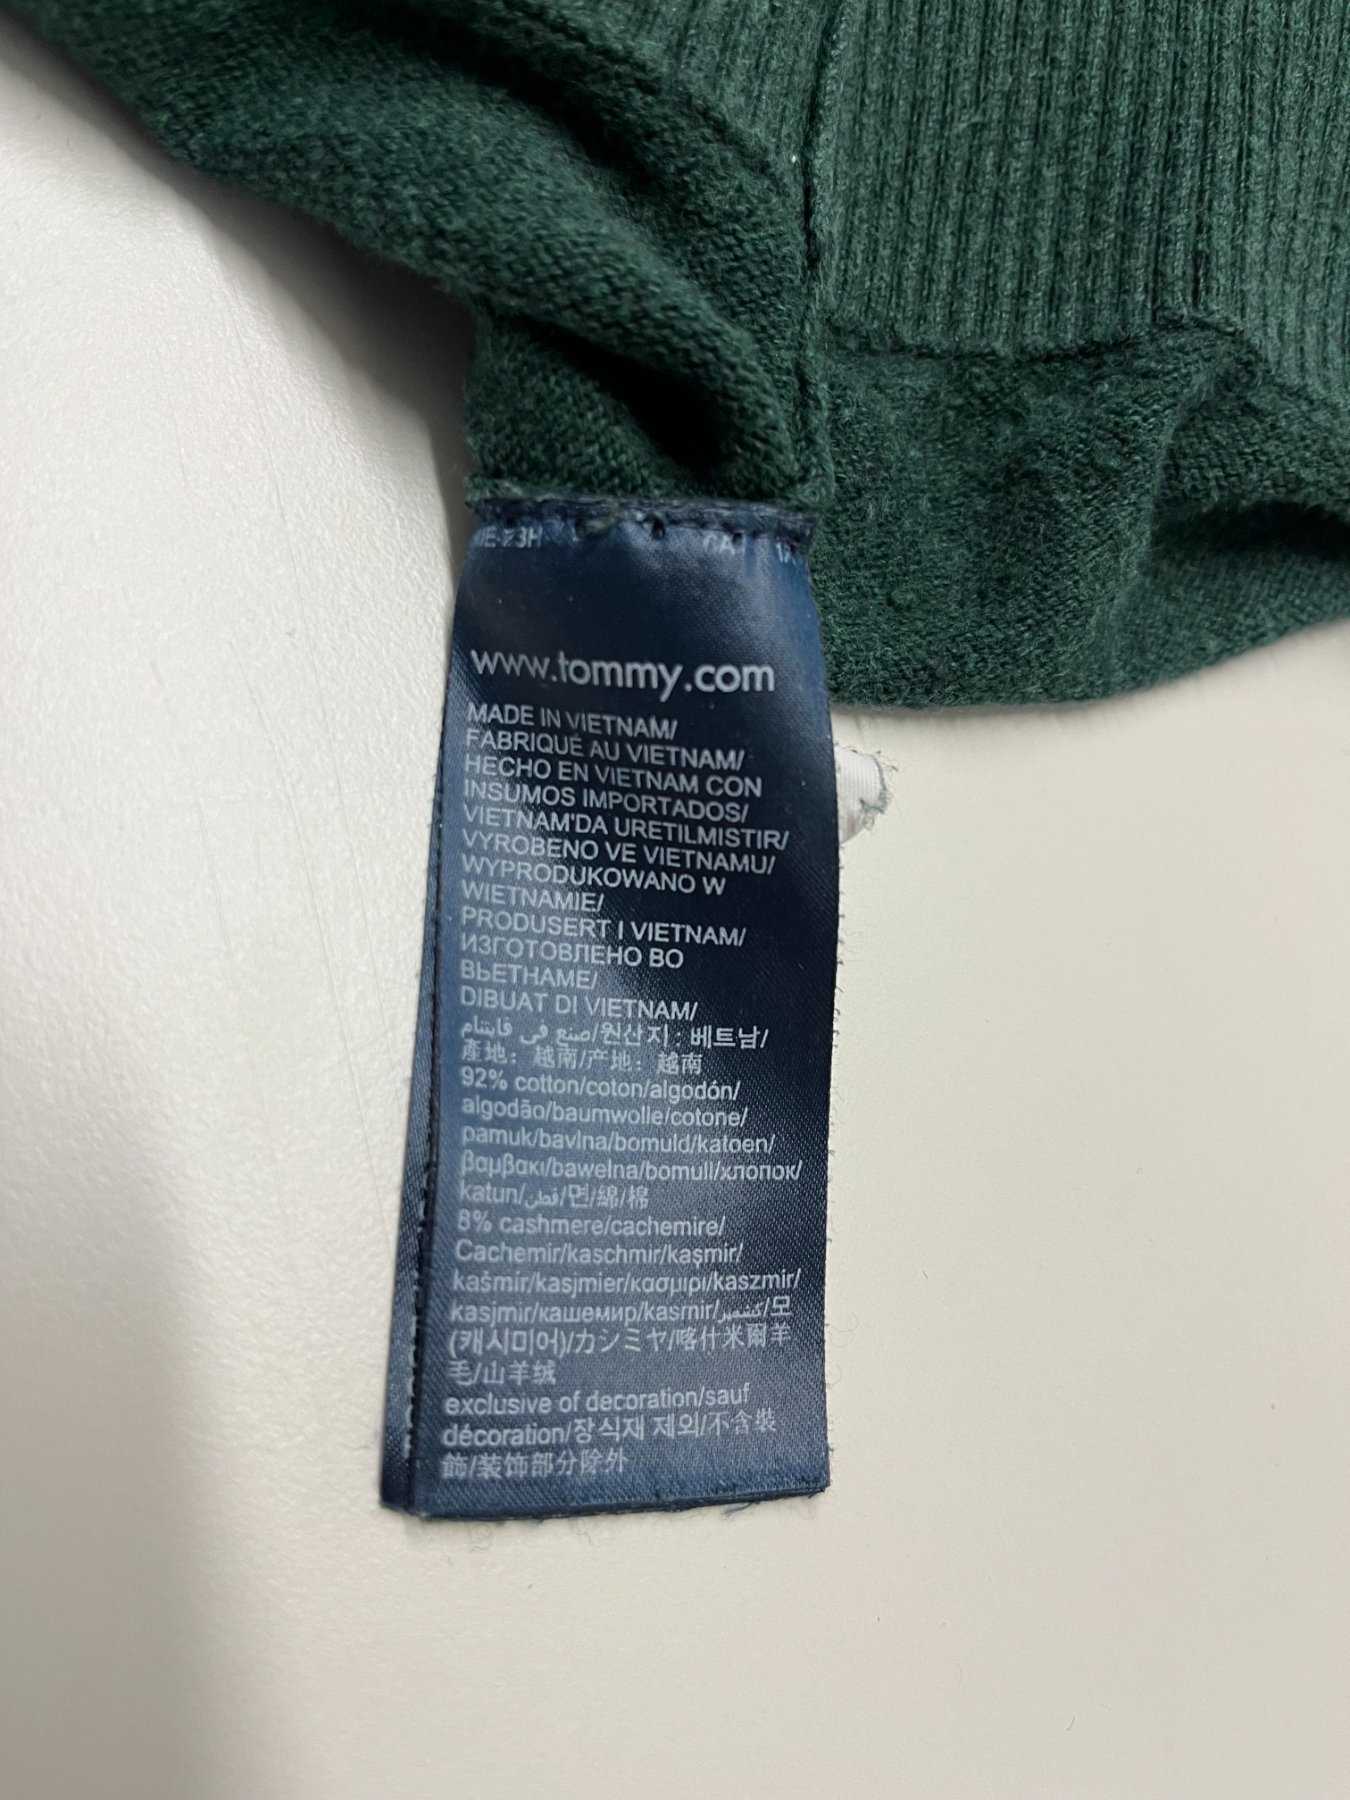 www.tommy.com
MADE IN VIETNAM/
FABRIQUÉ AU VIETNAM/
HECHO EN VIETNAM CON
INSUMOS IMPORTADOS/
VIETNAM'DA URETILMISTIR/
VYROBENO VE VIETNAMU/
WYPRODUKOWANO W
WIETNAMIE/
PRODUSERT I VIETNAM/
ИЗГОТОВЛЕНО ВО
ВЬЕТНАМЕ/
DIBUAT DI VIETNAM/
صنع في فايتنام/원산지 : 베트남/
產地：越南/产地：越南
92% cotton/coton/algodón/
algodão/baumwolle/cotone/
pamuk/bavlna/bomuld/katoen/
βαμβακι/bawełna/bomull/хлопок/
katun/قطن/면/綿/棉
8% cashmere/cachemire/
Cachemir/kaschmir/kaşmir/
kašmír/kasjmier/κασμιρι/kaszmir/
kasjmir/кашемир/kasmir/كشمير/모
(캐시미어)/カシミヤ/喀什米爾羊
毛/山羊绒
exclusive of decoration/sauf
décoration/장식재 제외/不含裝
飾/装饰部分除外